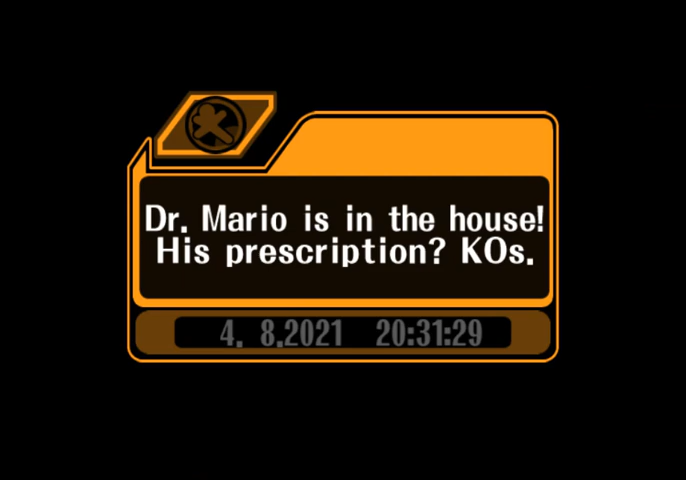 Dr. Mario is in the house!
His prescription? KOs.
4. 8.2021 20:31:29